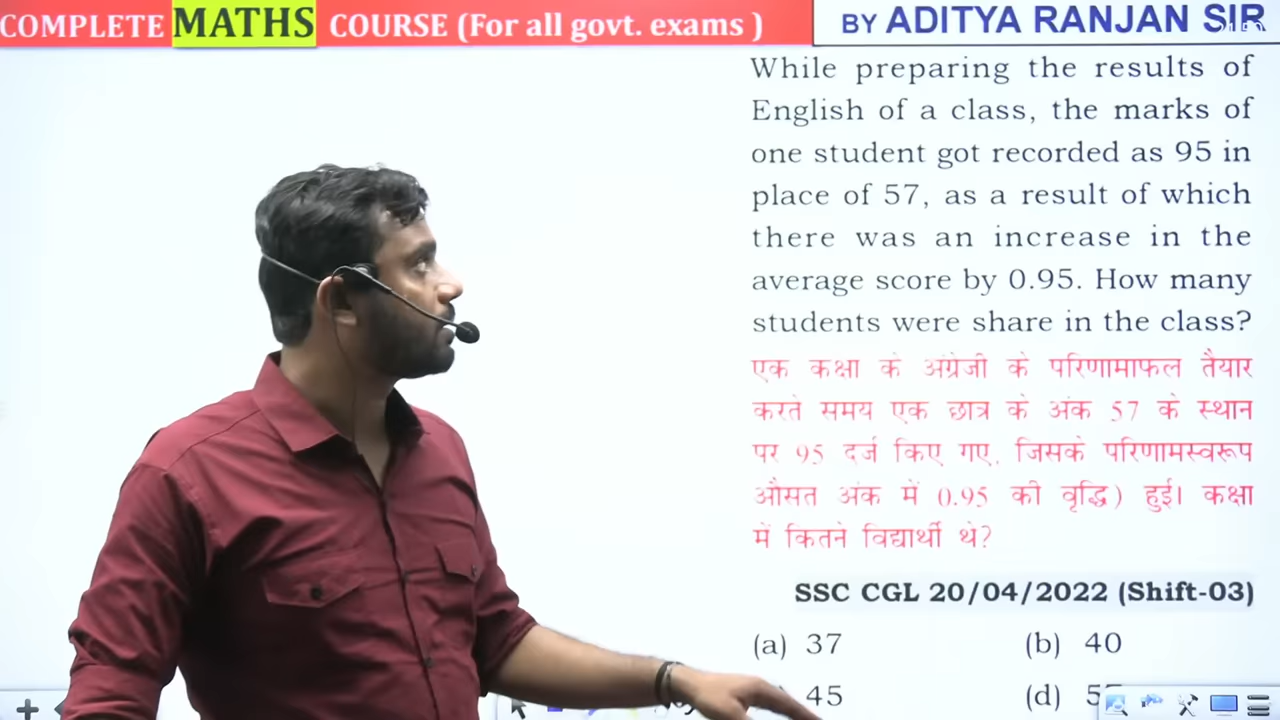 COMPLETE MATHS COURSE (For all govt. exams )
BY ADITYA RANJAN SIR
While preparing the results of
English of a class, the marks of
one student got recorded as 95 in
place of 57, as a result of which
there was an increase in the
average score by 0.95. How many
students were share in the class?
एक कक्षा के अंग्रेजी के परिणामाफल तैयार
करते समय एक छात्र के अंक 57 के स्थान
पर 95 दर्ज किए गए, जिसके परिणामस्वरूप
औसत अंक में 0.95 की वृद्धि) हुई। कक्षा
में कितने विद्यार्थी थे?
SSC CGL 20/04/2022 (Shift-03)
(a) 37
(b) 40
45
(d)